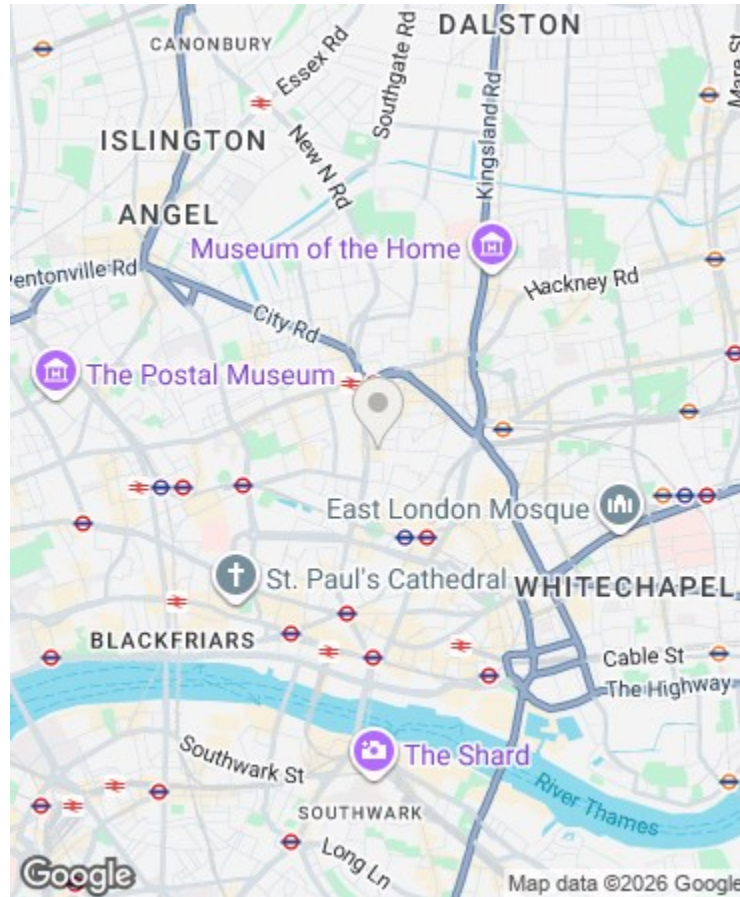 DALSTON
CANONBURY
Essex Rd
Southgate Rd
Mare St
ISLINGTON
New N Rd
Kingsland Rd
ANGEL
Museum of the Home
Pentonville Rd
Hackney Rd
City Rd
The Postal Museum
East London Mosque
St. Paul's Cathedral
WHITECHAPEL
BLACKFRIARS
Cable St
The Highway
Southwark St
The Shard
River Thames
SOUTHWARK
Long Ln
Google
Map data ©2026 Google